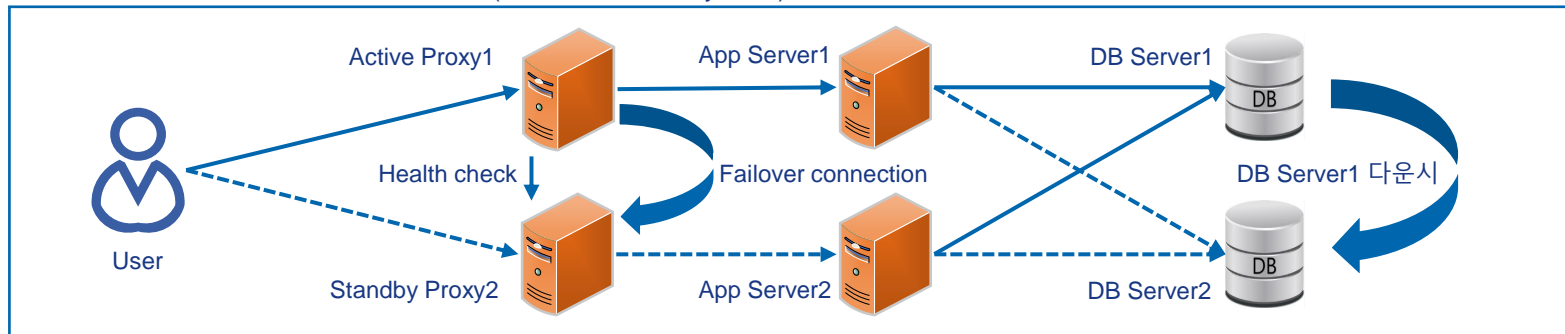 Active Proxy1
App Server1
DB Server1
DB
Health check
Failover connection
DB Server1 다운시
User
Standby Proxy2
App Server2
DB Server2
DB